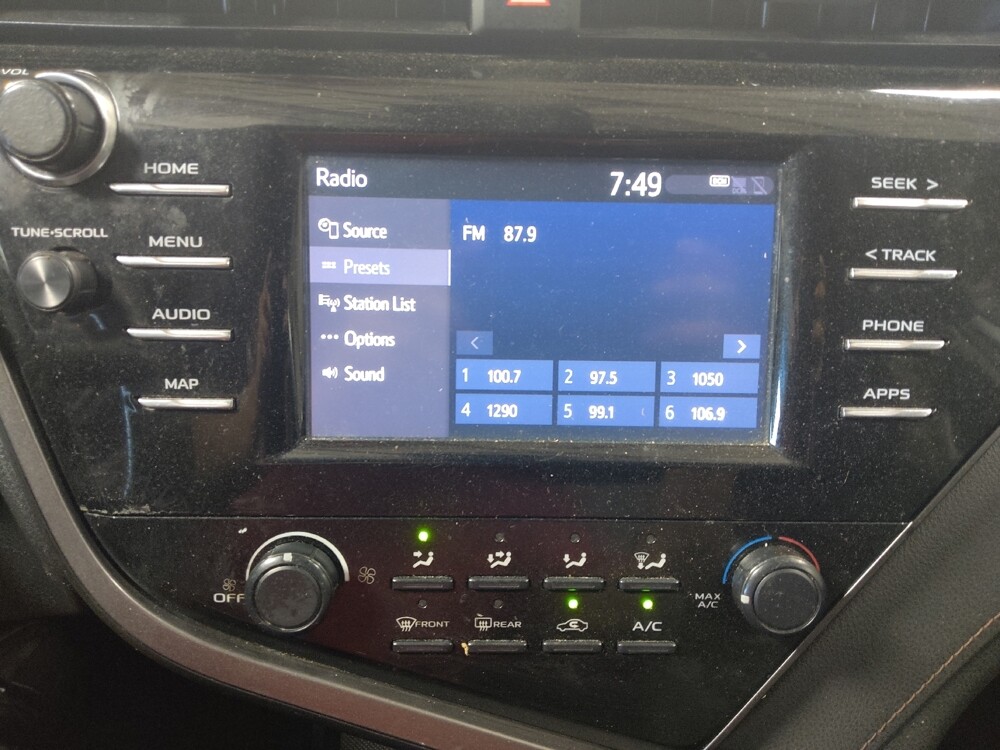 VOL
HOME
TUNE•SCROLL
MENU
AUDIO
MAP
Radio
7:49
DCM
Source
Presets
Station List
Options
Sound
FM 87.9
< >
1 100.7
2 97.5
3 1050
4 1290
5 99.1
6 106.9
SEEK >
< TRACK
PHONE
APPS
OFF
MAX
A/C
FRONT
REAR
A/C